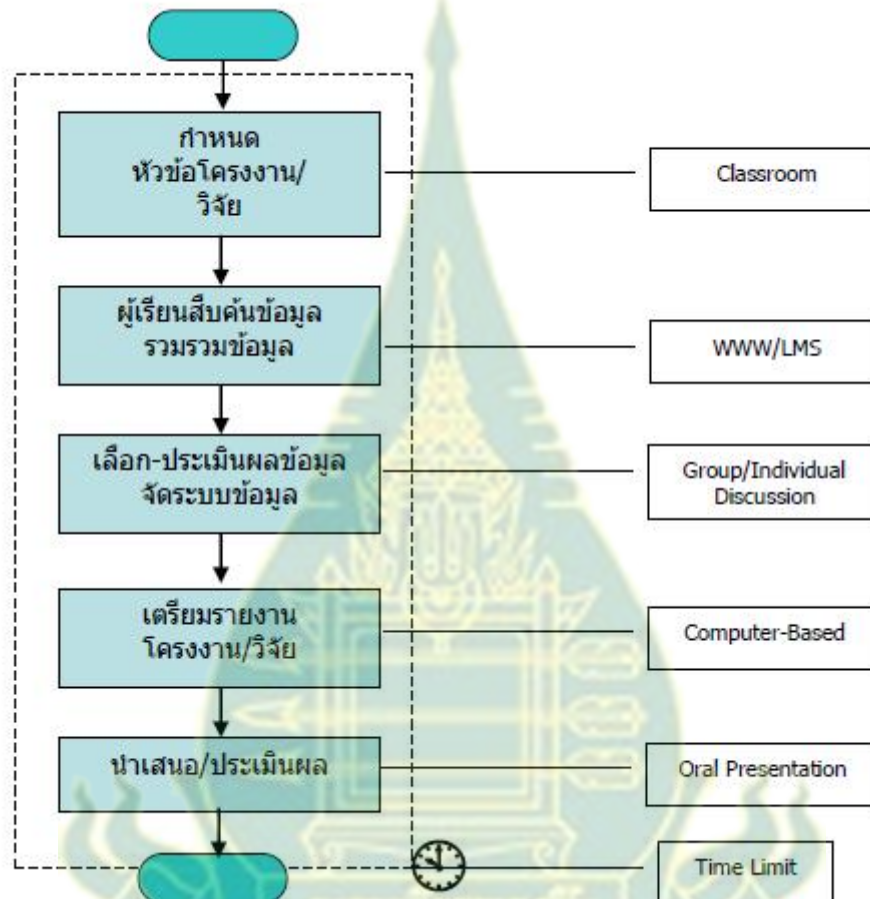 กำหนด
หัวข้อโครงงาน/
วิจัย
Classroom
ผู้เรียนสืบค้นข้อมูล
รวมรวมข้อมูล
WWW/LMS
เลือก-ประเมินผลข้อมูล
จัดระบบข้อมูล
Group/Individual
Discussion
เตรียมรายงาน
โครงงาน/วิจัย
Computer-Based
นำเสนอ/ประเมินผล
Oral Presentation
Time Limit